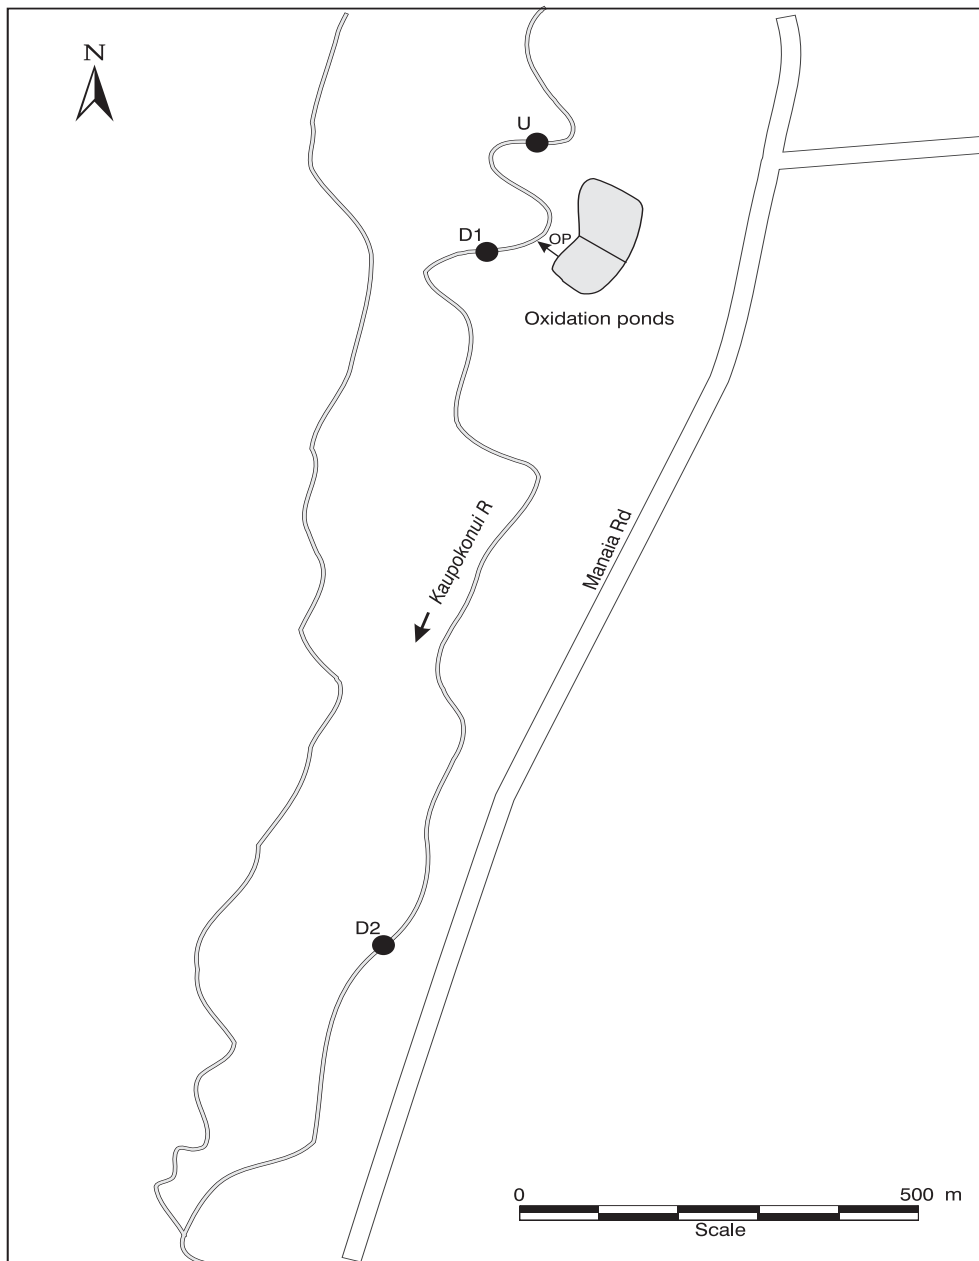 N
U
D1
OP
Oxidation ponds
Kaupokonui R
Manaia Rd
D2
0 500 m
Scale